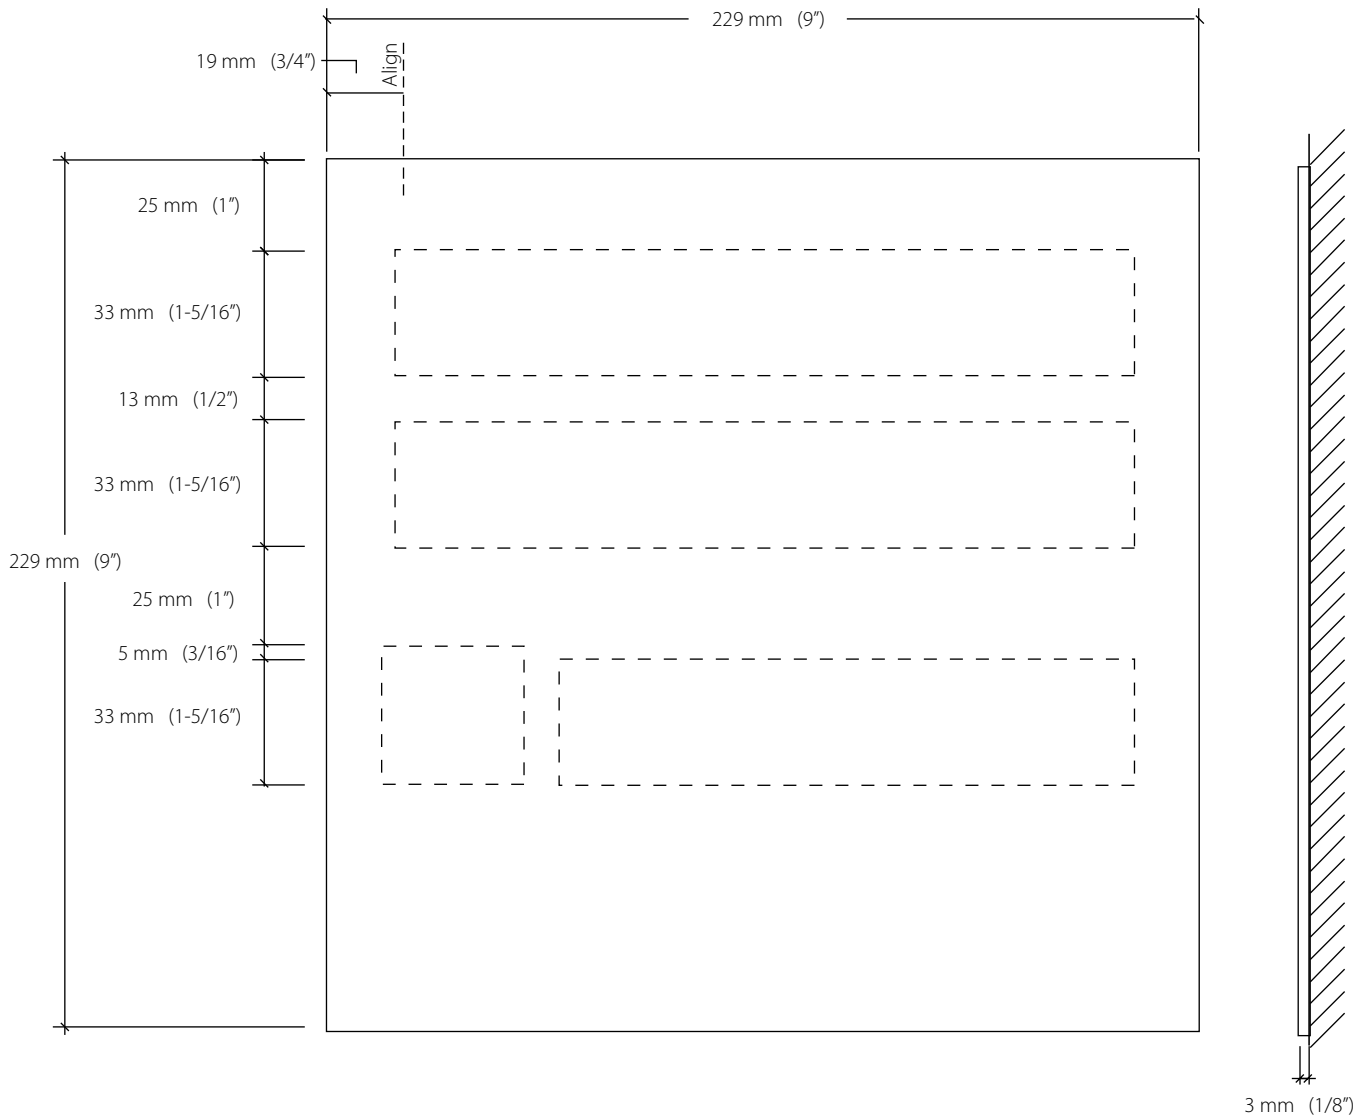 229 mm (9")
19 mm (3/4")
Align
25 mm (1")
33 mm (1-5/16")
13 mm (1/2")
33 mm (1-5/16")
229 mm (9")
25 mm (1")
5 mm (3/16")
33 mm (1-5/16")
3 mm (1/8")